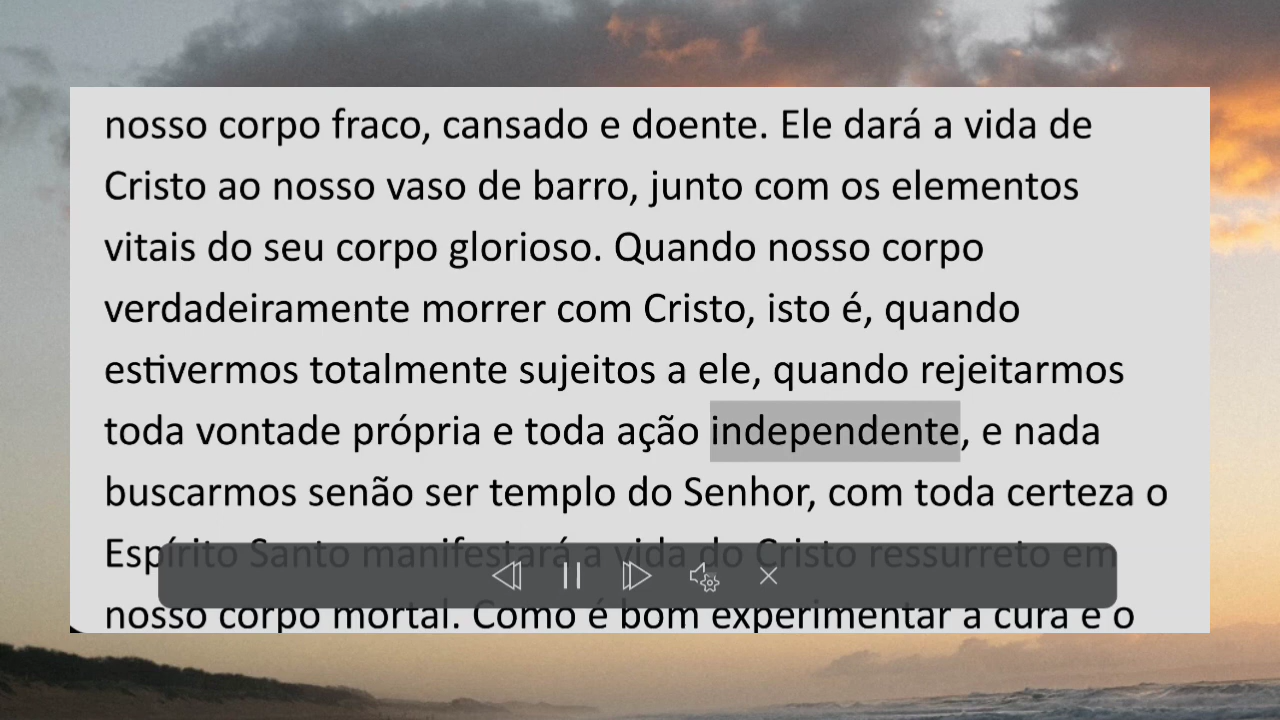 nosso corpo fraco, cansado e doente. Ele dará a vida de
Cristo ao nosso vaso de barro, junto com os elementos
vitais do seu corpo glorioso. Quando nosso corpo
verdadeiramente morrer com Cristo, isto é, quando
estivermos totalmente sujeitos a ele, quando rejeitarmos
toda vontade própria e toda ação independente, e nada
buscarmos senão ser templo do Senhor, com toda certeza o
Espírito Santo manifestará a vida do Cristo ressurreto em
nosso corpo mortal. Como é bom experimentar a cura e o